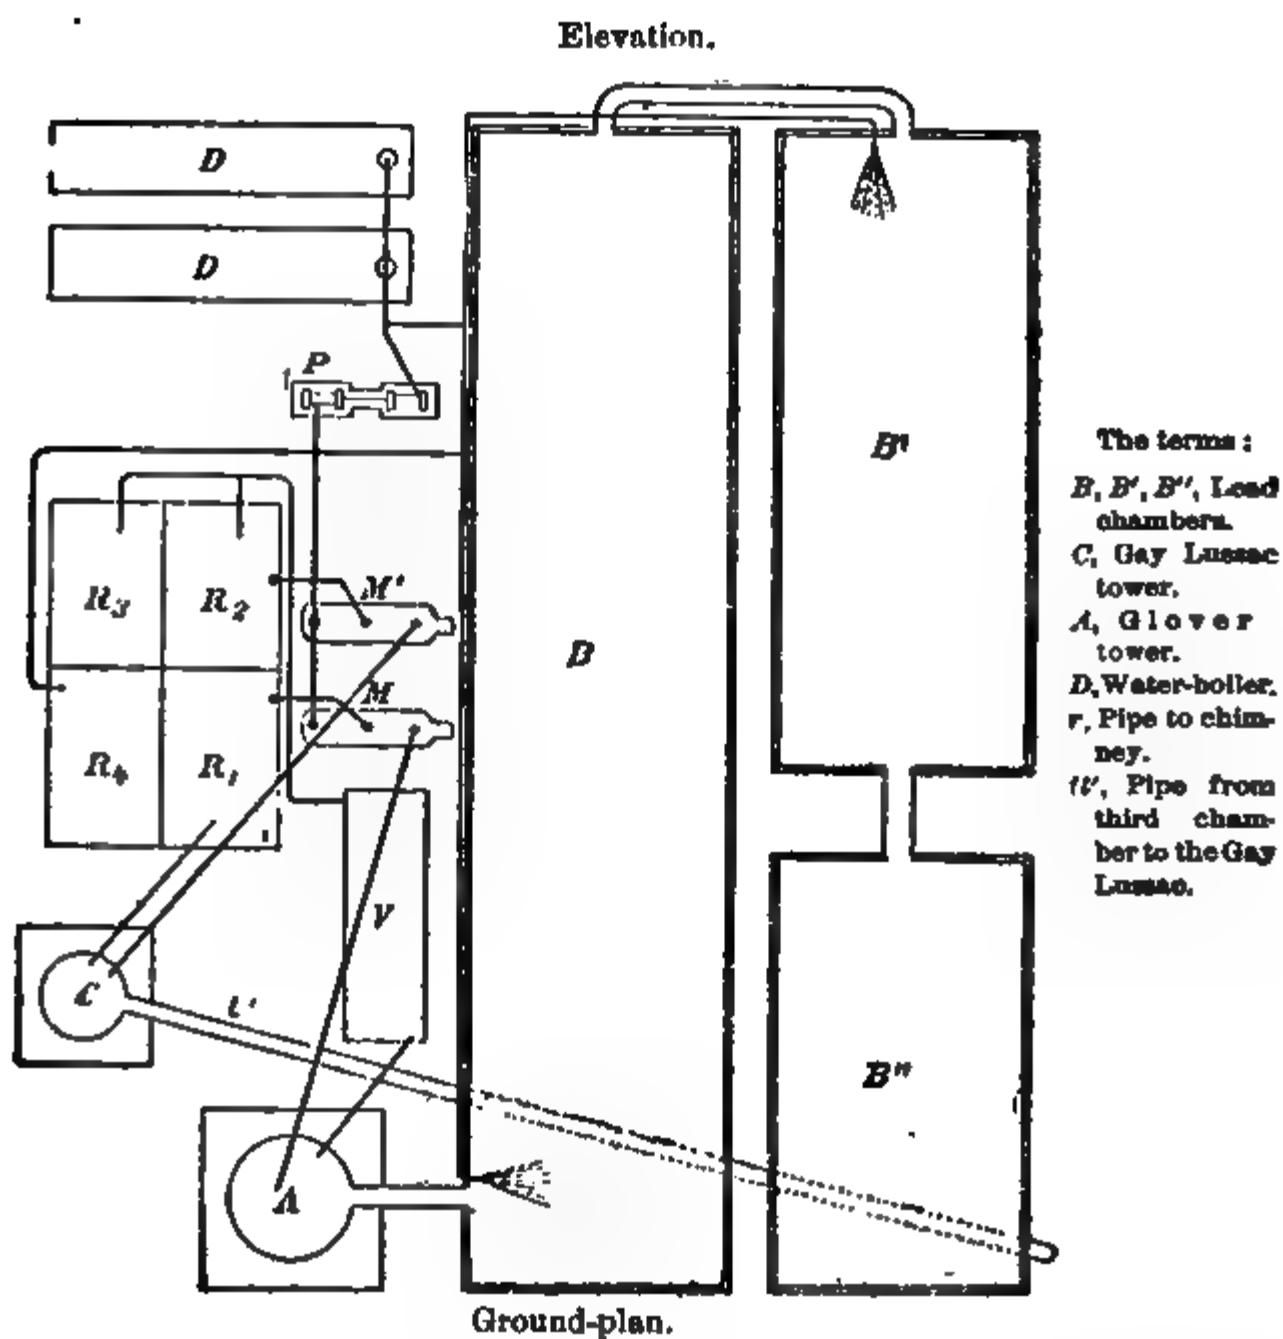 Elevation.
D
D
P
B'
The terms:
B, B', B'', Lead
chambers.
C, Gay Lussac
tower.
A, Glover
tower.
D, Water-boiler.
r, Pipe to chim-
ney.
tt', Pipe from
third cham-
ber to the Gay
Lussac.
M'
R3 R2
B
M
R4 R1
V
C
t'
B''
A
Ground-plan.